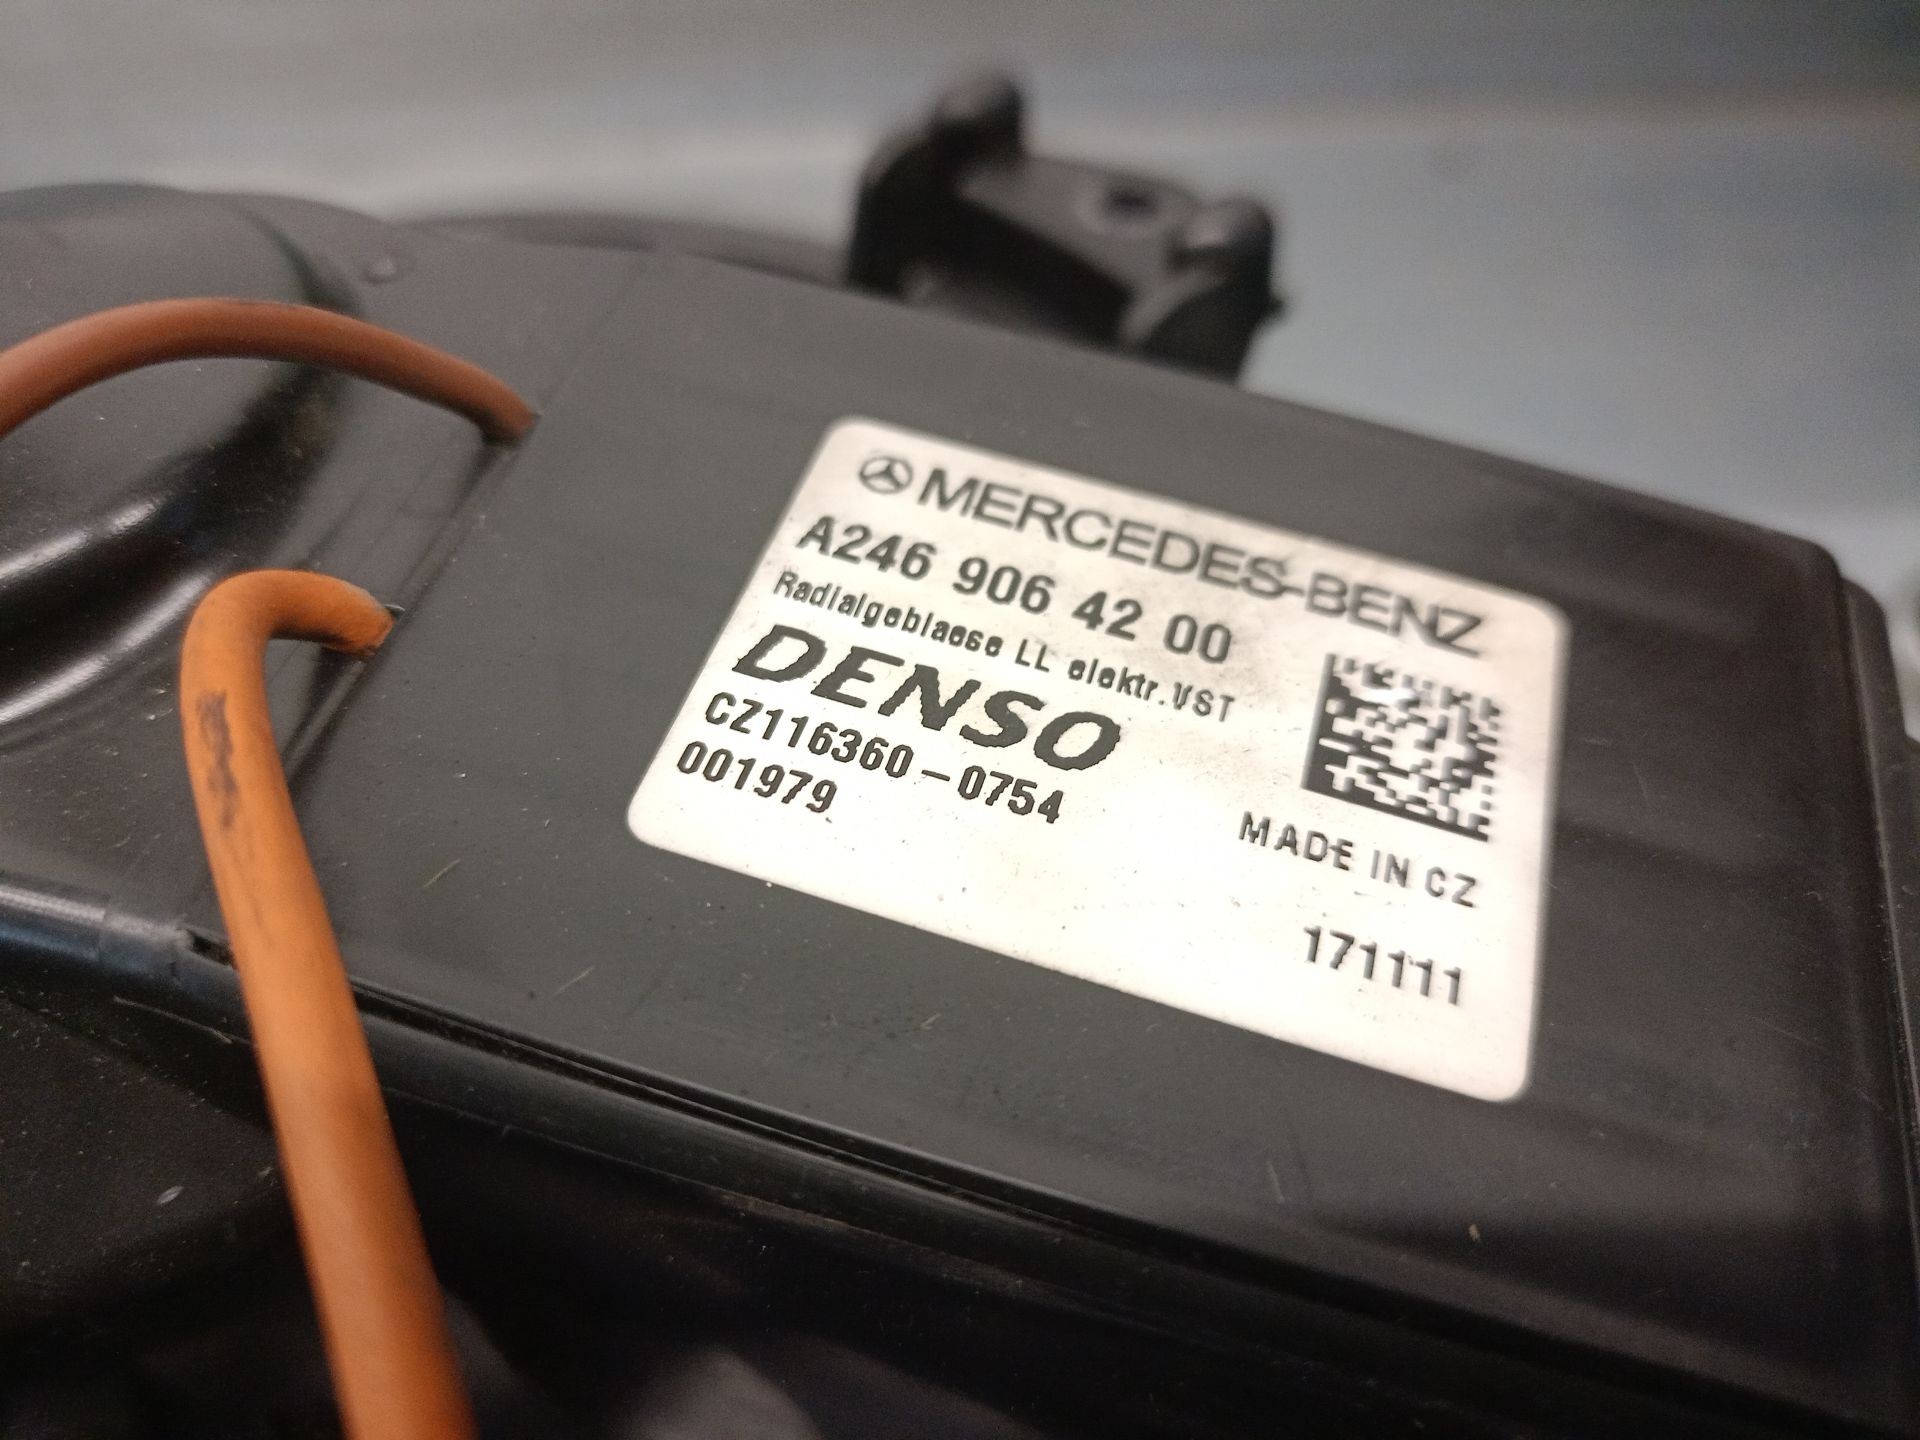 MERCEDES-BENZ
A246 906 42 00
Radialgeblaese LL elektr.VST
DENSO
CZ116360-0754
001979
MADE IN CZ
171111